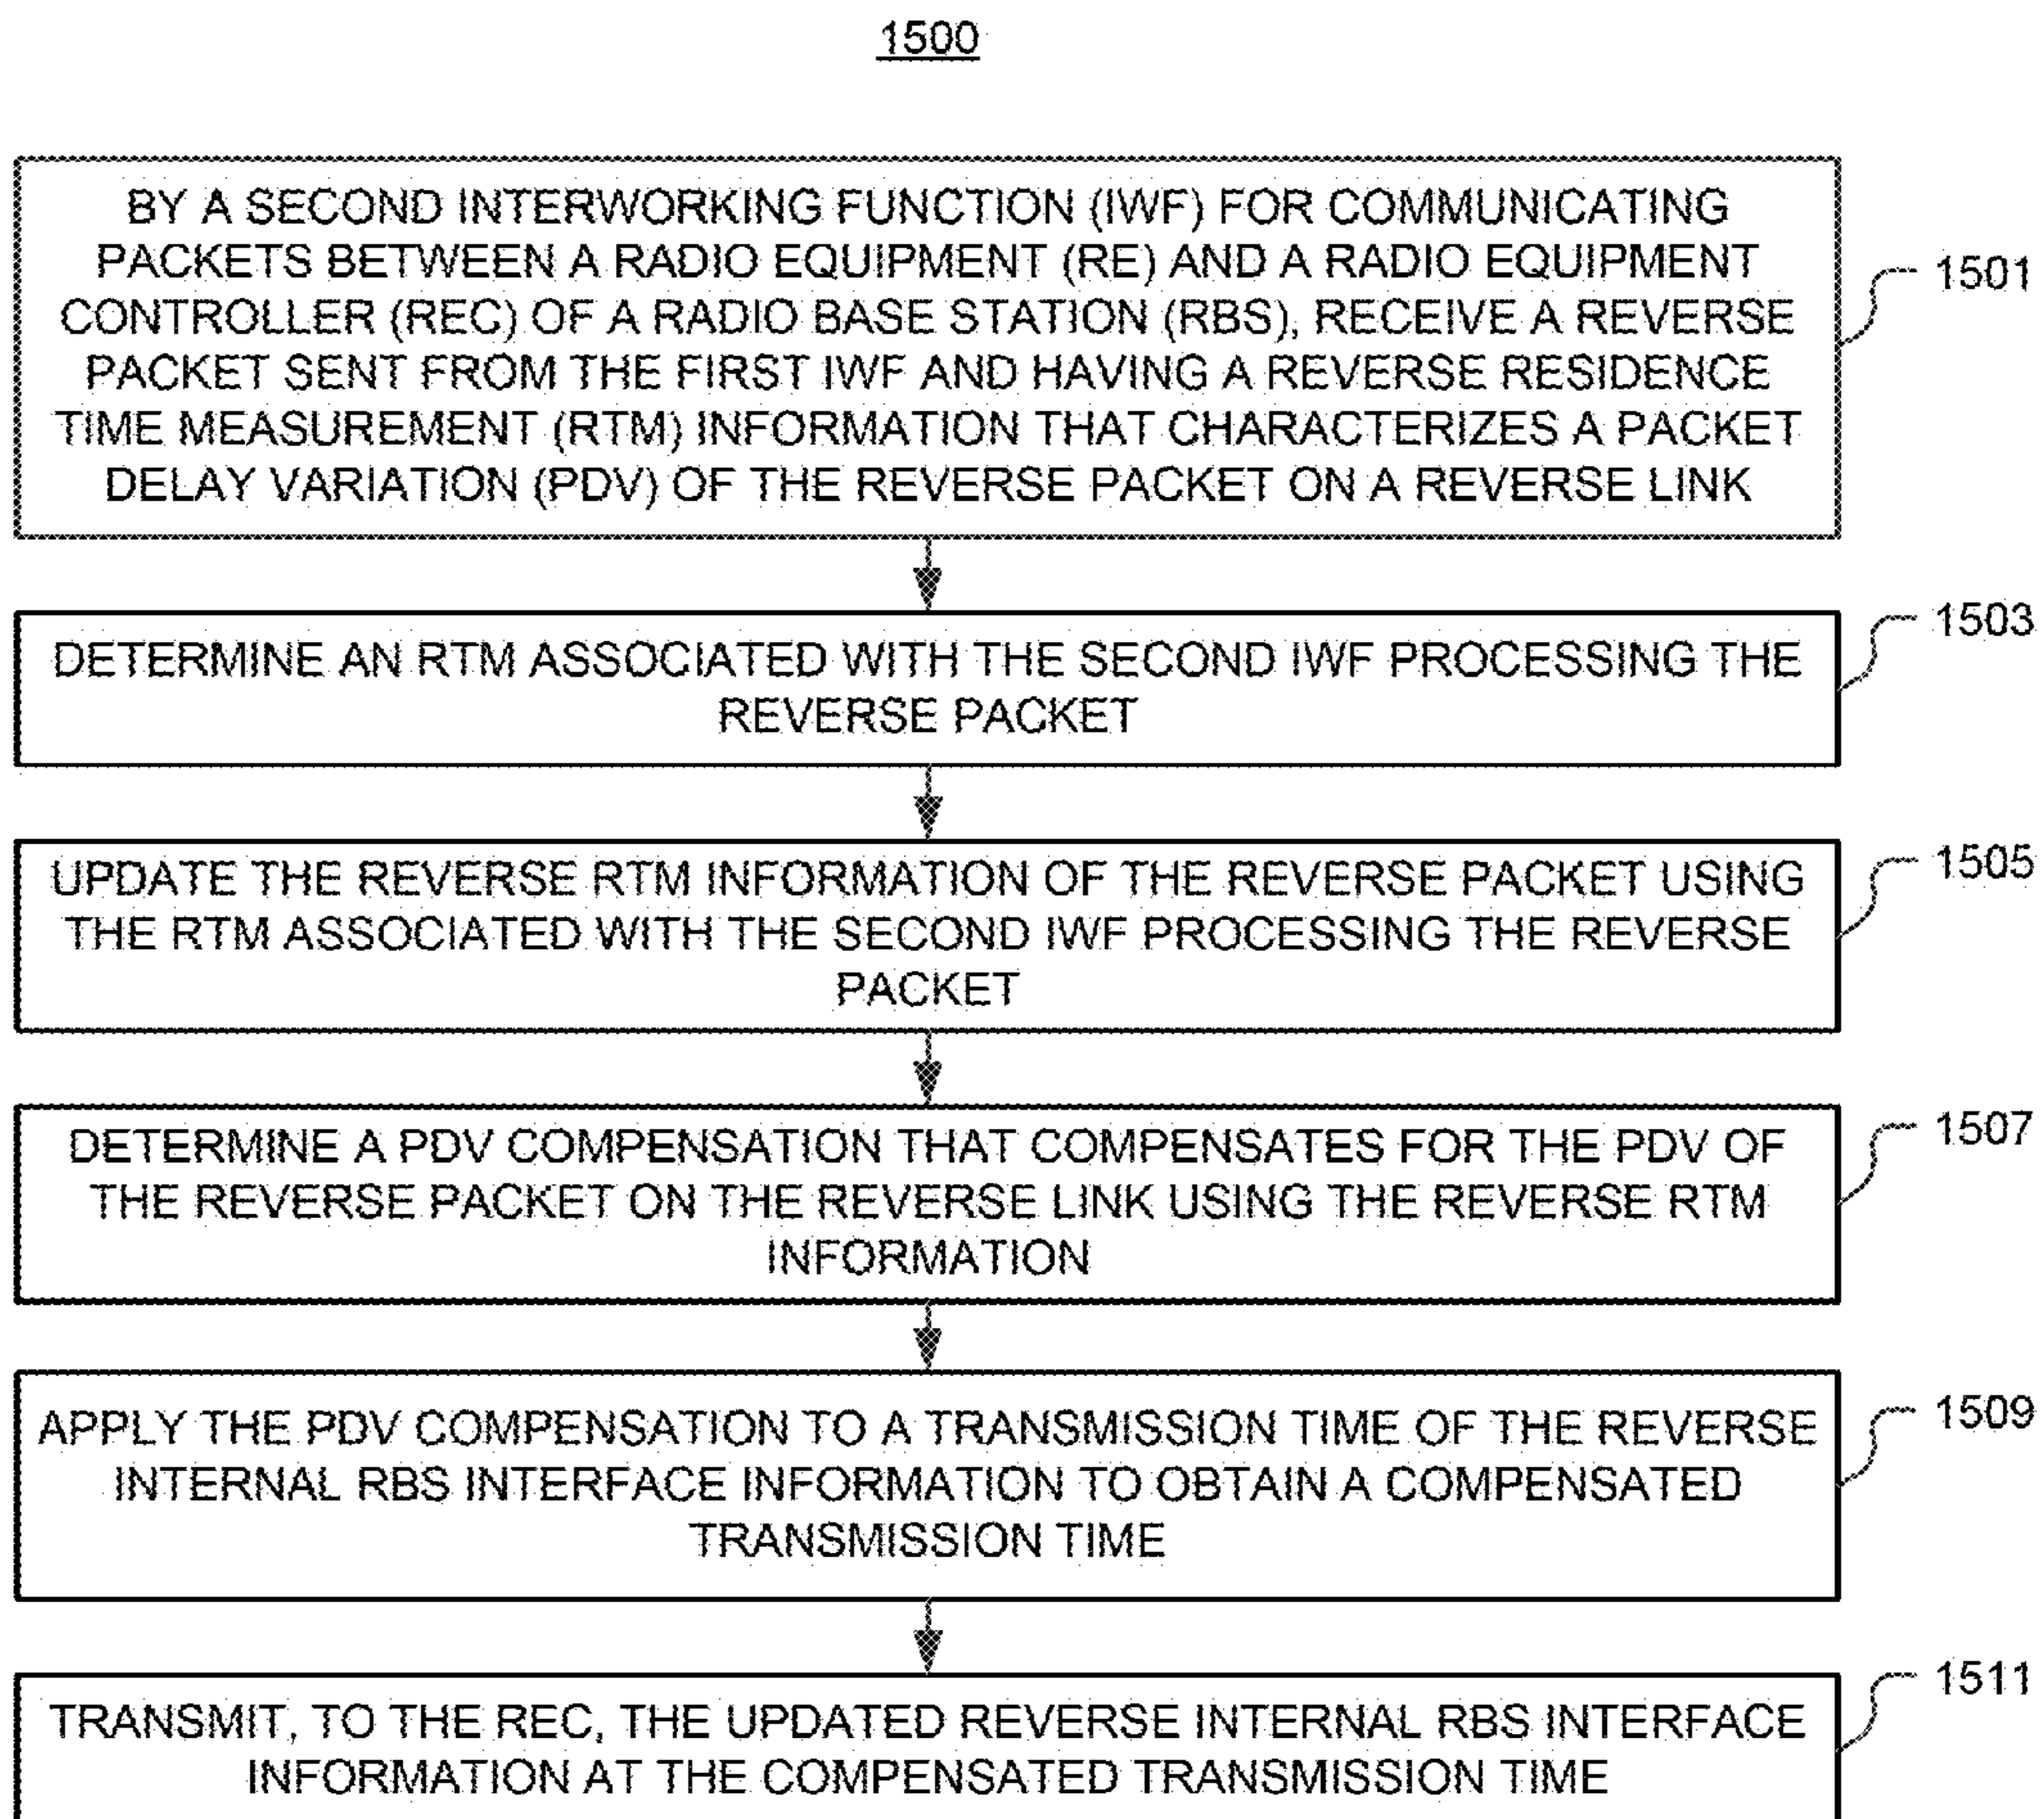 1500
BY A SECOND INTERWORKING FUNCTION (IWF) FOR COMMUNICATING
PACKETS BETWEEN A RADIO EQUIPMENT (RE) AND A RADIO EQUIPMENT
CONTROLLER (REC) OF A RADIO BASE STATION (RBS), RECEIVE A REVERSE
PACKET SENT FROM THE FIRST IWF AND HAVING A REVERSE RESIDENCE
TIME MEASUREMENT (RTM) INFORMATION THAT CHARACTERIZES A PACKET
DELAY VARIATION (PDV) OF THE REVERSE PACKET ON A REVERSE LINK
1501
DETERMINE AN RTM ASSOCIATED WITH THE SECOND IWF PROCESSING THE
REVERSE PACKET
1503
UPDATE THE REVERSE RTM INFORMATION OF THE REVERSE PACKET USING
THE RTM ASSOCIATED WITH THE SECOND IWF PROCESSING THE REVERSE
PACKET
1505
DETERMINE A PDV COMPENSATION THAT COMPENSATES FOR THE PDV OF
THE REVERSE PACKET ON THE REVERSE LINK USING THE REVERSE RTM
INFORMATION
1507
APPLY THE PDV COMPENSATION TO A TRANSMISSION TIME OF THE REVERSE
INTERNAL RBS INTERFACE INFORMATION TO OBTAIN A COMPENSATED
TRANSMISSION TIME
1509
TRANSMIT, TO THE REC, THE UPDATED REVERSE INTERNAL RBS INTERFACE
INFORMATION AT THE COMPENSATED TRANSMISSION TIME
1511